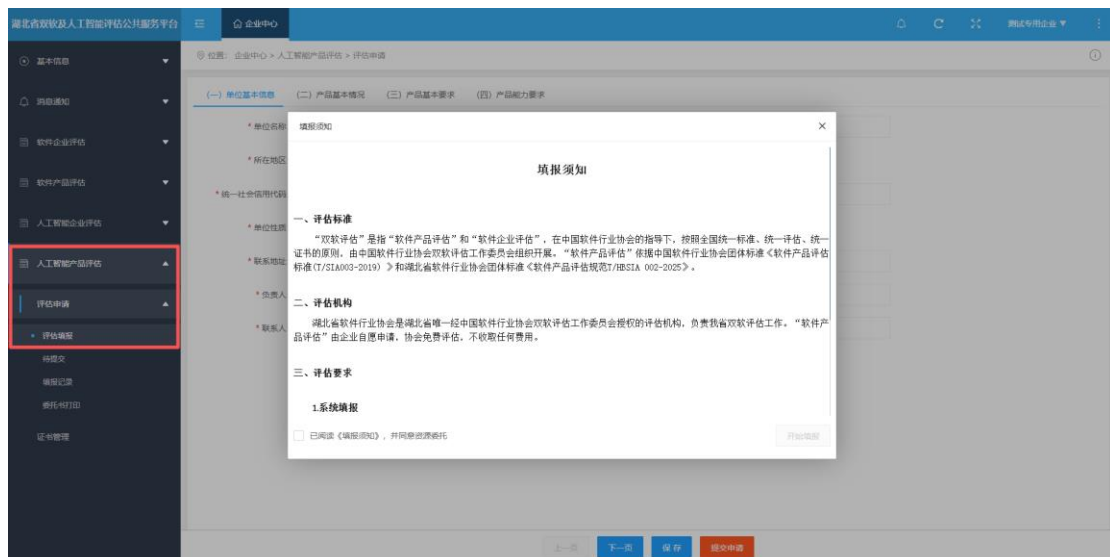 湖北省双软及人工智能评估公共服务平台
企业中心
测试专用企业
基本信息
消息通知
软件企业评估
软件产品评估
人工智能企业评估
人工智能产品评估
评估申请
评估填报
待提交
填报记录
委托书打印
证书管理
位置: 企业中心 > 人工智能产品评估 > 评估申请
(一) 单位基本信息 (二) 产品基本情况 (三) 产品基本要求 (四) 产品能力要求
* 单位名称
* 所在地区
* 统一社会信用代码
* 单位性质
* 联系地址
* 负责人
* 联系人
填报须知
填报须知
一、评估标准
“双软评估”是指“软件产品评估”和“软件企业评估”, 在中国软件行业协会的指导下, 按照全国统一标准、统一评估、统一
证书的原则, 由中国软件行业协会双软评估工作委员会组织开展。“软件产品评估”依据中国软件行业协会团体标准《软件产品评估
标准(T/SIA003-2019) 》和湖北省软件行业协会团体标准《软件产品评估规范T/HBSIA 002-2025》。
二、评估机构
湖北省软件行业协会是湖北省唯一经中国软件行业协会双软评估工作委员会授权的评估机构, 负责我省双软评估工作。“软件产
品评估”由企业自愿申请, 协会免费评估, 不收取任何费用。
三、评估要求
1.系统填报
已阅读《填报须知》, 并同意资源委托
开始填报
上一页 下一页 保 存 提交申请